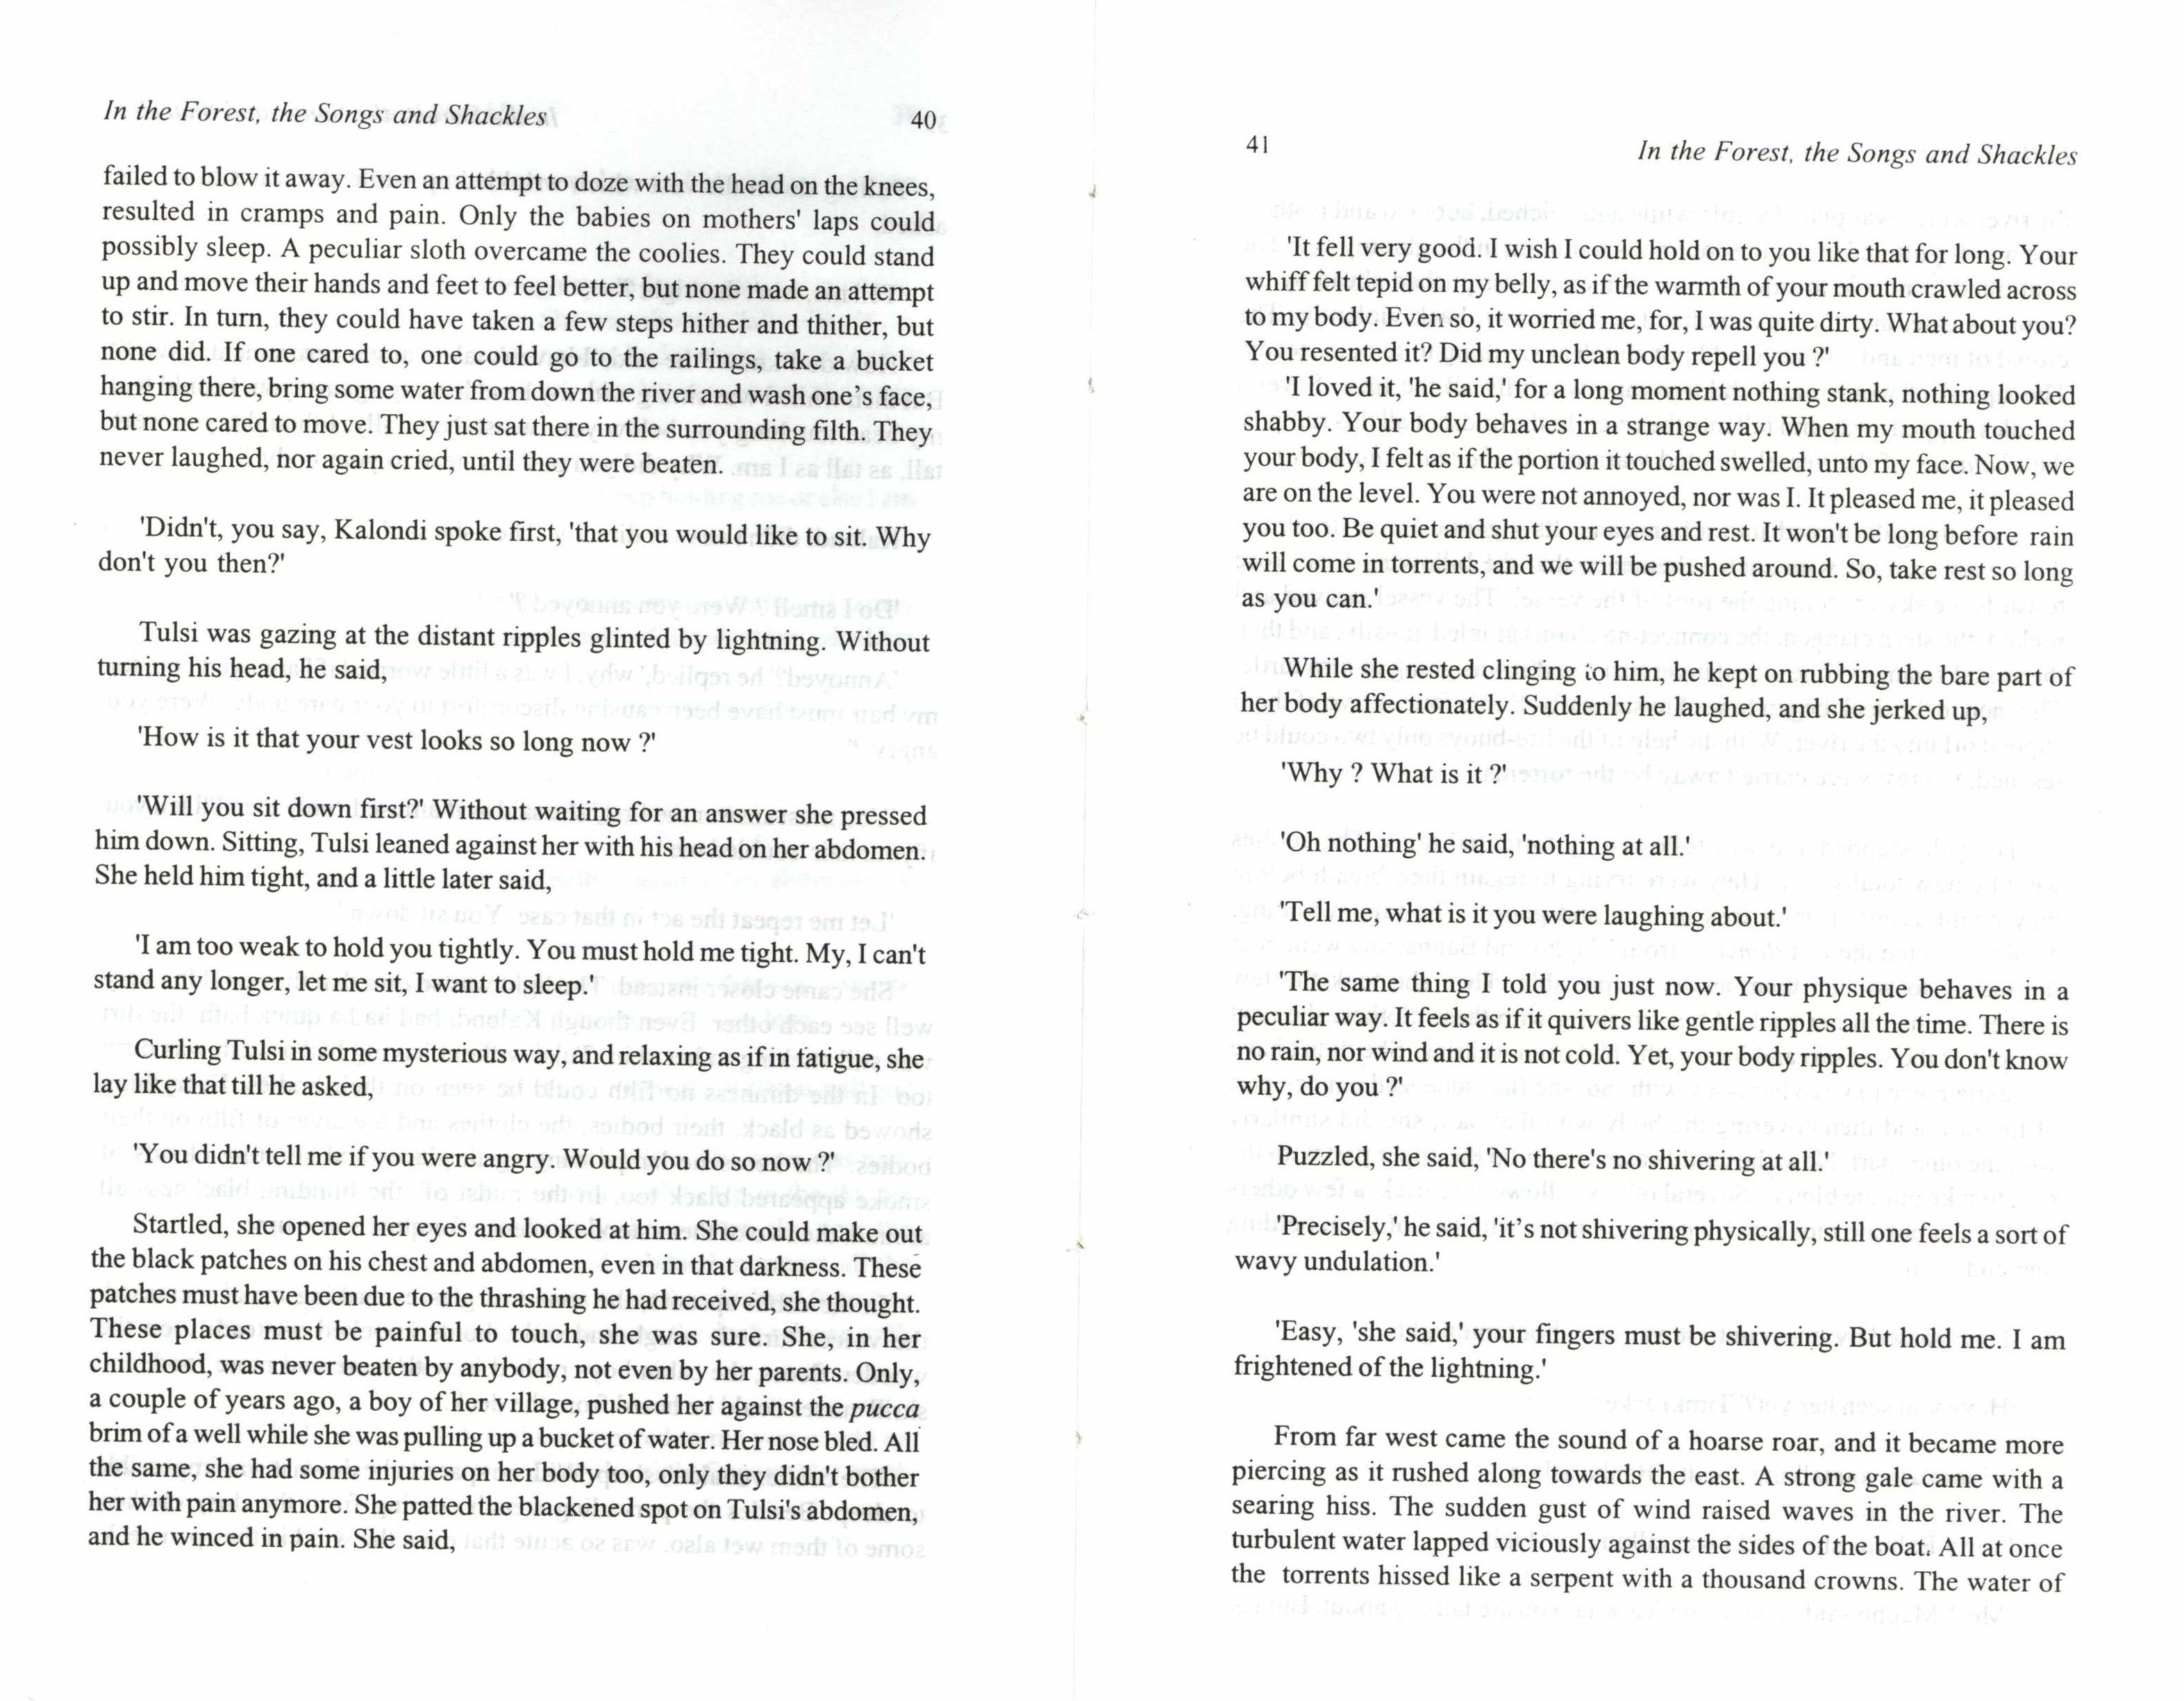 In the Forest, the Songs and Shackles 40
failed to blow it away. Even an attempt to doze with the head on the knees,
resulted in cramps and pain. Only the babies on mothers' laps could
possibly sleep. A peculiar sloth overcame the coolies. They could stand
up and move their hands and feet to feel better, but none made an attempt
to stir. In turn, they could have taken a few steps hither and thither, but
none did. If one cared to, one could go to the railings, take a bucket
hanging there, bring some water from down the river and wash one's face,
but none cared to move. They just sat there in the surrounding filth. They
never laughed, nor again cried, until they were beaten.
'Didn't, you say, Kalondi spoke first, 'that you would like to sit. Why
don't you then?'
Tulsi was gazing at the distant ripples glinted by lightning. Without
turning his head, he said,
'How is it that your vest looks so long now ?'
'Will you sit down first?' Without waiting for an answer she pressed
him down. Sitting, Tulsi leaned against her with his head on her abdomen.
She held him tight, and a little later said,
'I am too weak to hold you tightly. You must hold me tight. My, I can't
stand any longer, let me sit, I want to sleep.'
Curling Tulsi in some mysterious way, and relaxing as if in fatigue, she
lay like that till he asked,
'You didn't tell me if you were angry. Would you do so now ?'
Startled, she opened her eyes and looked at him. She could make out
the black patches on his chest and abdomen, even in that darkness. These
patches must have been due to the thrashing he had received, she thought.
These places must be painful to touch, she was sure. She, in her
childhood, was never beaten by anybody, not even by her parents. Only,
a couple of years ago, a boy of her village, pushed her against the pucca
brim of a well while she was pulling up a bucket of water. Her nose bled. All
the same, she had some injuries on her body too, only they didn't bother
her with pain anymore. She patted the blackened spot on Tulsi's abdomen,
and he winced in pain. She said,
41 In the Forest, the Songs and Shackles
'It fell very good. I wish I could hold on to you like that for long. Your
whiff felt tepid on my belly, as if the warmth of your mouth crawled across
to my body. Even so, it worried me, for, I was quite dirty. What about you?
You resented it? Did my unclean body repell you ?'
'I loved it, 'he said,' for a long moment nothing stank, nothing looked
shabby. Your body behaves in a strange way. When my mouth touched
your body, I felt as if the portion it touched swelled, unto my face. Now, we
are on the level. You were not annoyed, nor was I. It pleased me, it pleased
you too. Be quiet and shut your eyes and rest. It won't be long before rain
will come in torrents, and we will be pushed around. So, take rest so long
as you can.'
While she rested clinging to him, he kept on rubbing the bare part of
her body affectionately. Suddenly he laughed, and she jerked up,
'Why ? What is it ?'
'Oh nothing' he said, 'nothing at all.'
'Tell me, what is it you were laughing about.'
'The same thing I told you just now. Your physique behaves in a
peculiar way. It feels as if it quivers like gentle ripples all the time. There is
no rain, nor wind and it is not cold. Yet, your body ripples. You don't know
why, do you ?'
Puzzled, she said, 'No there's no shivering at all.'
'Precisely,' he said, 'it's not shivering physically, still one feels a sort of
wavy undulation.'
'Easy, 'she said,' your fingers must be shivering. But hold me. I am
frightened of the lightning.'
From far west came the sound of a hoarse roar, and it became more
piercing as it rushed along towards the east. A strong gale came with a
searing hiss. The sudden gust of wind raised waves in the river. The
turbulent water lapped viciously against the sides of the boat. All at once
the torrents hissed like a serpent with a thousand crowns. The water of